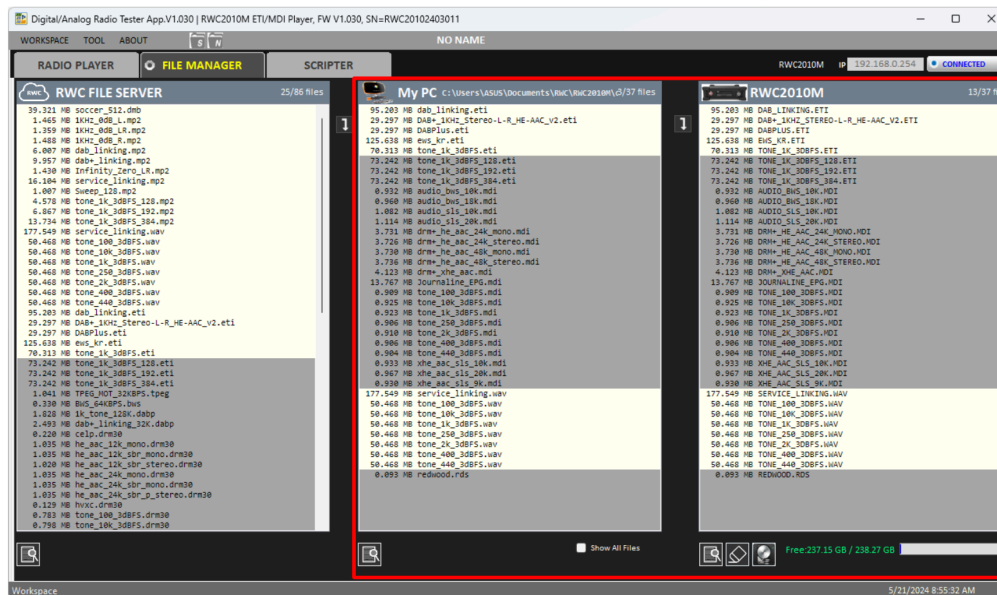 Digital/Analog Radio Tester App.V1.030 | RWC2010M ETI/MDI Player, FW V1.030, SN=RWC20102403011
WORKSPACE TOOL ABOUT S N NO NAME
RADIO PLAYER FILE MANAGER SCRIPTER RWC2010M IP 192.168.0.254 CONNECTED
RWC RWC FILE SERVER 25/86 files
39.321 MB soccer_512.dmb
1.465 MB 1KHz_0dB_L.mp2
1.359 MB 1KHz_0dB_LR.mp2
1.488 MB 1KHz_0dB_R.mp2
6.007 MB dab_linking.mp2
9.957 MB dab+_linking.mp2
1.430 MB Infinity_Zero_LR.mp2
16.104 MB service_linking.mp2
1.007 MB Sweep_128.mp2
4.578 MB tone_1k_3dBFS_128.mp2
6.867 MB tone_1k_3dBFS_192.mp2
13.734 MB tone_1k_3dBFS_384.mp2
177.549 MB service_linking.wav
50.468 MB tone_100_3dBFS.wav
50.468 MB tone_10k_3dBFS.wav
50.468 MB tone_1k_3dBFS.wav
50.468 MB tone_250_3dBFS.wav
50.468 MB tone_2k_3dBFS.wav
50.468 MB tone_400_3dBFS.wav
50.468 MB tone_440_3dBFS.wav
95.203 MB dab_linking.eti
29.297 MB DAB+_1KHz_Stereo-L-R_HE-AAC_v2.eti
29.297 MB DABPlus.eti
125.638 MB ews_kr.eti
70.313 MB tone_1k_3dBFS.eti
73.242 MB tone_1k_3dBFS_128.eti
73.242 MB tone_1k_3dBFS_192.eti
73.242 MB tone_1k_3dBFS_384.eti
1.041 MB TPEG_MOT_32KBPS.tpeg
0.330 MB BWS_64KBPS.bws
1.828 MB 1k_tone_128K.dabp
2.493 MB dab+_linking_32K.dabp
0.220 MB celp.drm30
1.035 MB he_aac_12k_mono.drm30
1.035 MB he_aac_12k_sbr_mono.drm30
1.020 MB he_aac_12k_sbr_stereo.drm30
1.035 MB he_aac_24k_mono.drm30
1.035 MB he_aac_24k_sbr_mono.drm30
1.035 MB he_aac_24k_sbr_p_stereo.drm30
0.129 MB hvxc.drm30
0.783 MB tone_100_3dBFS.drm30
0.798 MB tone_10k_3dBFS.drm30
My PC C:\Users\ASUS\Documents\RWC\RWC2010M\ 3/37 files
95.203 MB dab_linking.eti
29.297 MB DAB+_1KHz_Stereo-L-R_HE-AAC_V2.eti
29.297 MB DABPlus.eti
125.638 MB ews_kr.eti
70.313 MB tone_1k_3dBFS.eti
73.242 MB tone_1k_3dBFS_128.eti
73.242 MB tone_1k_3dBFS_192.eti
73.242 MB tone_1k_3dBFS_384.eti
0.932 MB audio_bws_10k.mdi
0.960 MB audio_bws_18k.mdi
1.082 MB audio_sls_10k.mdi
1.114 MB audio_sls_20k.mdi
3.731 MB drm+_he_aac_24k_mono.mdi
3.726 MB drm+_he_aac_24k_stereo.mdi
3.730 MB drm+_he_aac_48k_mono.mdi
3.736 MB drm+_he_aac_48k_stereo.mdi
4.123 MB drm+_xhe_aac.mdi
13.767 MB Journaline_EPG.mdi
0.909 MB tone_100_3dBFS.mdi
0.925 MB tone_10k_3dBFS.mdi
0.923 MB tone_1k_3dBFS.mdi
0.906 MB tone_250_3dBFS.mdi
0.910 MB tone_2k_3dBFS.mdi
0.906 MB tone_400_3dBFS.mdi
0.904 MB tone_440_3dBFS.mdi
0.933 MB xhe_aac_sls_10k.mdi
0.967 MB xhe_aac_sls_20k.mdi
0.930 MB xhe_aac_sls_9k.mdi
177.549 MB service_linking.wav
50.468 MB tone_100_3dBFS.wav
50.468 MB tone_10k_3dBFS.wav
50.468 MB tone_1k_3dBFS.wav
50.468 MB tone_250_3dBFS.wav
50.468 MB tone_2k_3dBFS.wav
50.468 MB tone_400_3dBFS.wav
50.468 MB tone_440_3dBFS.wav
0.093 MB redwood.rds
Show All Files
RWC2010M 13/37 fi
95.203 MB DAB_LINKING.ETI
29.297 MB DAB+_1KHZ_STEREO-L-R_HE-AAC_V2.ETI
29.297 MB DABPLUS.ETI
125.638 MB EWS_KR.ETI
70.313 MB TONE_1K_3DBFS.ETI
73.242 MB TONE_1K_3DBFS_128.ETI
73.242 MB TONE_1K_3DBFS_192.ETI
73.242 MB TONE_1K_3DBFS_384.ETI
0.932 MB AUDIO_BWS_10K.MDI
0.960 MB AUDIO_BWS_18K.MDI
1.082 MB AUDIO_SLS_10K.MDI
1.114 MB AUDIO_SLS_20K.MDI
3.731 MB DRM+_HE_AAC_24K_MONO.MDI
3.726 MB DRM+_HE_AAC_24K_STEREO.MDI
3.730 MB DRM+_HE_AAC_48K_MONO.MDI
3.736 MB DRM+_HE_AAC_48K_STEREO.MDI
4.123 MB DRM+_XHE_AAC.MDI
13.767 MB JOURNALINE_EPG.MDI
0.909 MB TONE_100_3DBFS.MDI
0.925 MB TONE_10K_3DBFS.MDI
0.923 MB TONE_1K_3DBFS.MDI
0.906 MB TONE_250_3DBFS.MDI
0.910 MB TONE_2K_3DBFS.MDI
0.906 MB TONE_400_3DBFS.MDI
0.904 MB TONE_440_3DBFS.MDI
0.933 MB XHE_AAC_SLS_10K.MDI
0.967 MB XHE_AAC_SLS_20K.MDI
0.930 MB XHE_AAC_SLS_9K.MDI
177.549 MB SERVICE_LINKING.WAV
50.468 MB TONE_100_3DBFS.WAV
50.468 MB TONE_10K_3DBFS.WAV
50.468 MB TONE_1K_3DBFS.WAV
50.468 MB TONE_250_3DBFS.WAV
50.468 MB TONE_2K_3DBFS.WAV
50.468 MB TONE_400_3DBFS.WAV
50.468 MB TONE_440_3DBFS.WAV
0.093 MB REDWOOD.RDS
Free:237.15 GB / 238.27 GB
Workspace 5/21/2024 8:55:32 AM